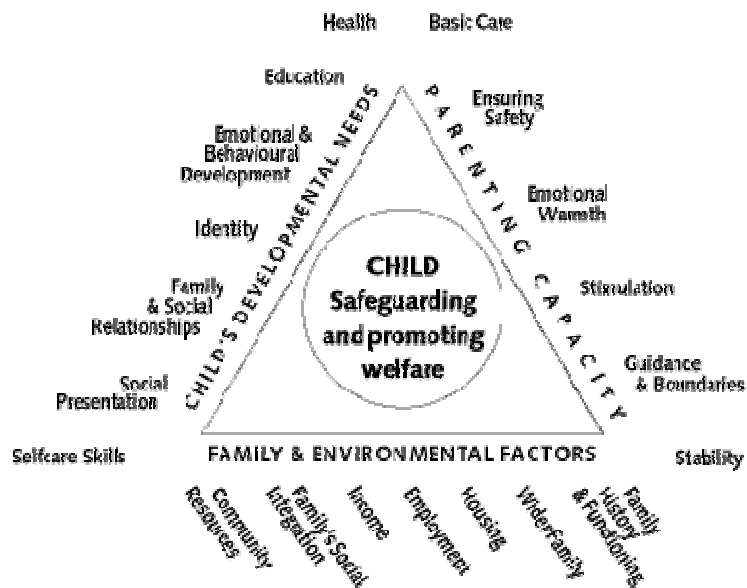 Health
Basic Care
Education
Ensuring
Safety
Emotional &
Behavioural
Development
Emotional
Warmth
Identity
Stimulation
Family
& Social
Relationships
Guidance
& Boundaries
Social
Presentation
Selfcare Skills
Stability
CHILD'S DEVELOPMENTAL NEEDS
PARENTING CAPACITY
CHILD
Safeguarding
and promoting
welfare
FAMILY & ENVIRONMENTAL FACTORS
Community
Resources
Family's Social
Integration
Income
Employment
Housing
Wider Family
Family
History
& Functioning